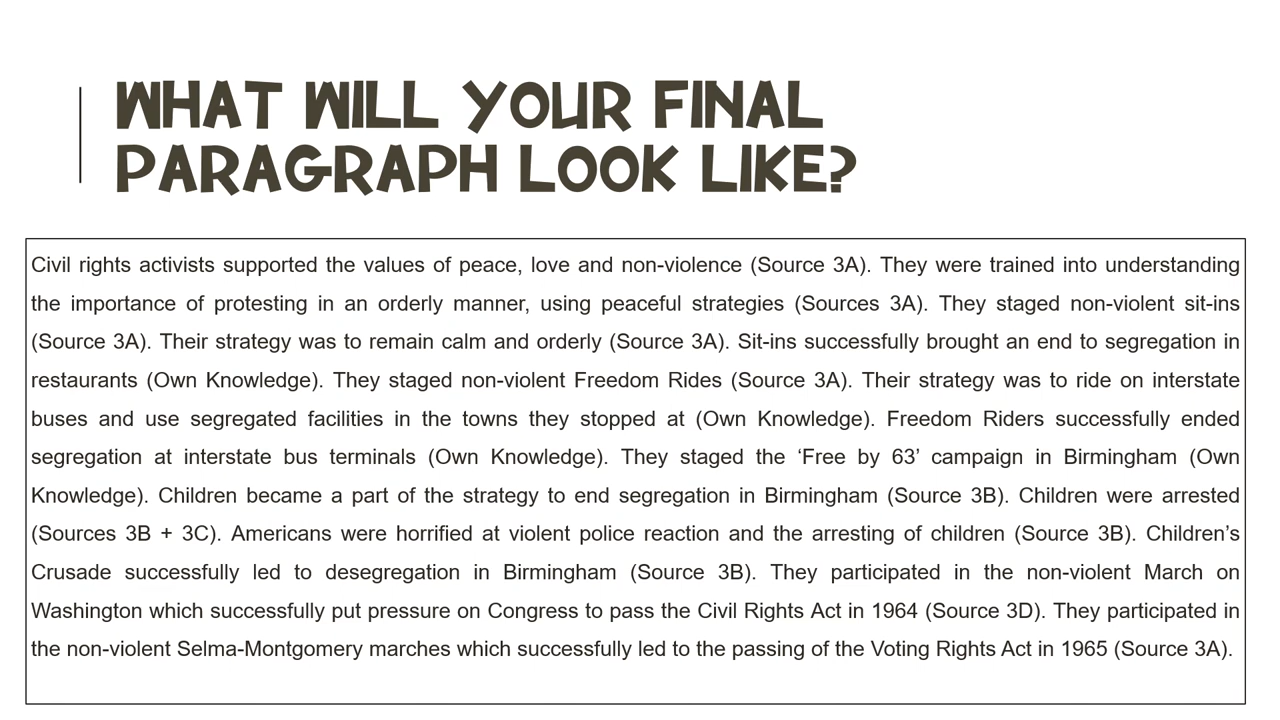 WHAT WILL YOUR FINAL
PARAGRAPH LOOK LIKE?
Civil rights activists supported the values of peace, love and non-violence (Source 3A). They were trained into understanding
the importance of protesting in an orderly manner, using peaceful strategies (Sources 3A). They staged non-violent sit-ins
(Source 3A). Their strategy was to remain calm and orderly (Source 3A). Sit-ins successfully brought an end to segregation in
restaurants (Own Knowledge). They staged non-violent Freedom Rides (Source 3A). Their strategy was to ride on interstate
buses and use segregated facilities in the towns they stopped at (Own Knowledge). Freedom Riders successfully ended
segregation at interstate bus terminals (Own Knowledge). They staged the ‘Free by 63’ campaign in Birmingham (Own
Knowledge). Children became a part of the strategy to end segregation in Birmingham (Source 3B). Children were arrested
(Sources 3B + 3C). Americans were horrified at violent police reaction and the arresting of children (Source 3B). Children’s
Crusade successfully led to desegregation in Birmingham (Source 3B). They participated in the non-violent March on
Washington which successfully put pressure on Congress to pass the Civil Rights Act in 1964 (Source 3D). They participated in
the non-violent Selma-Montgomery marches which successfully led to the passing of the Voting Rights Act in 1965 (Source 3A).